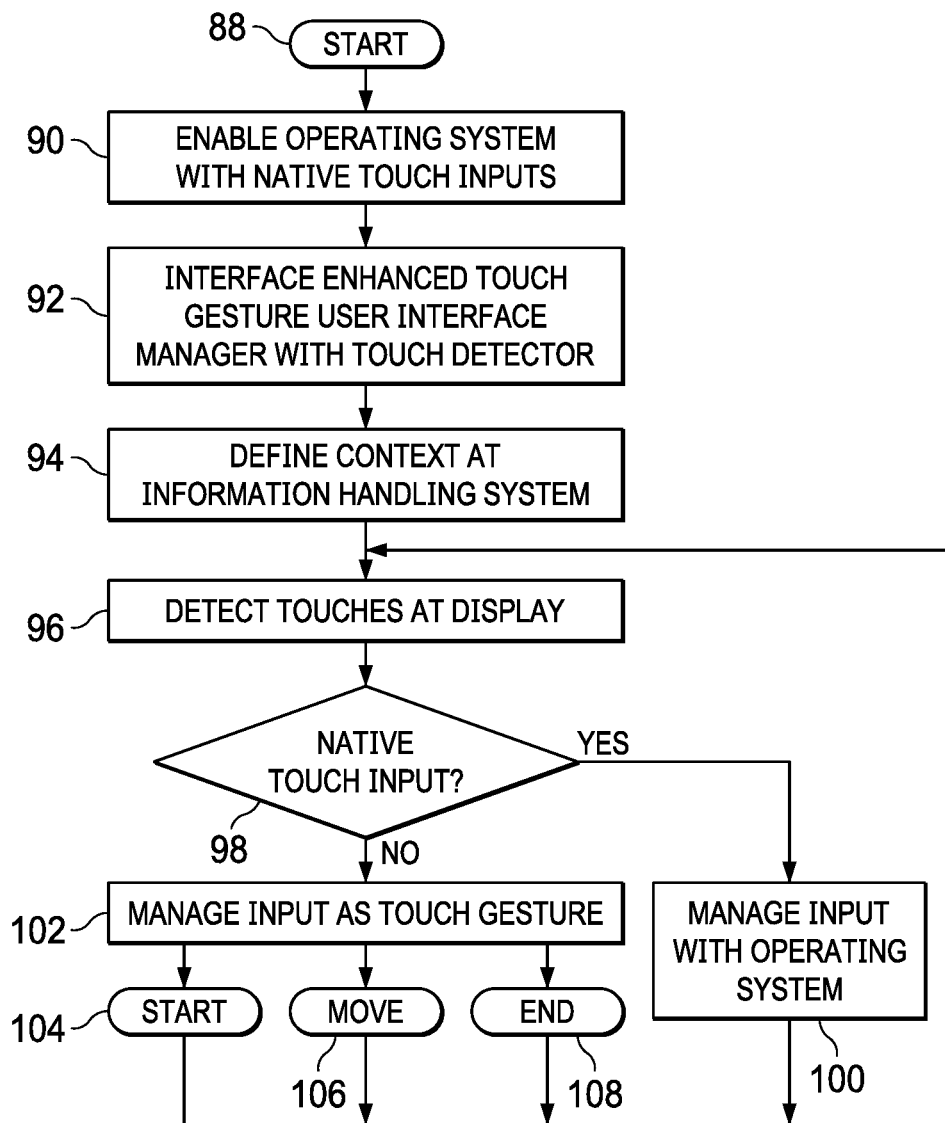 88
START
90
ENABLE OPERATING SYSTEM
WITH NATIVE TOUCH INPUTS
92
INTERFACE ENHANCED TOUCH
GESTURE USER INTERFACE
MANAGER WITH TOUCH DETECTOR
94
DEFINE CONTEXT AT
INFORMATION HANDLING SYSTEM
96
DETECT TOUCHES AT DISPLAY
NATIVE
TOUCH INPUT?
98
YES
NO
102
MANAGE INPUT AS TOUCH GESTURE
MANAGE INPUT
WITH OPERATING
SYSTEM
100
104
START
MOVE
106
END
108